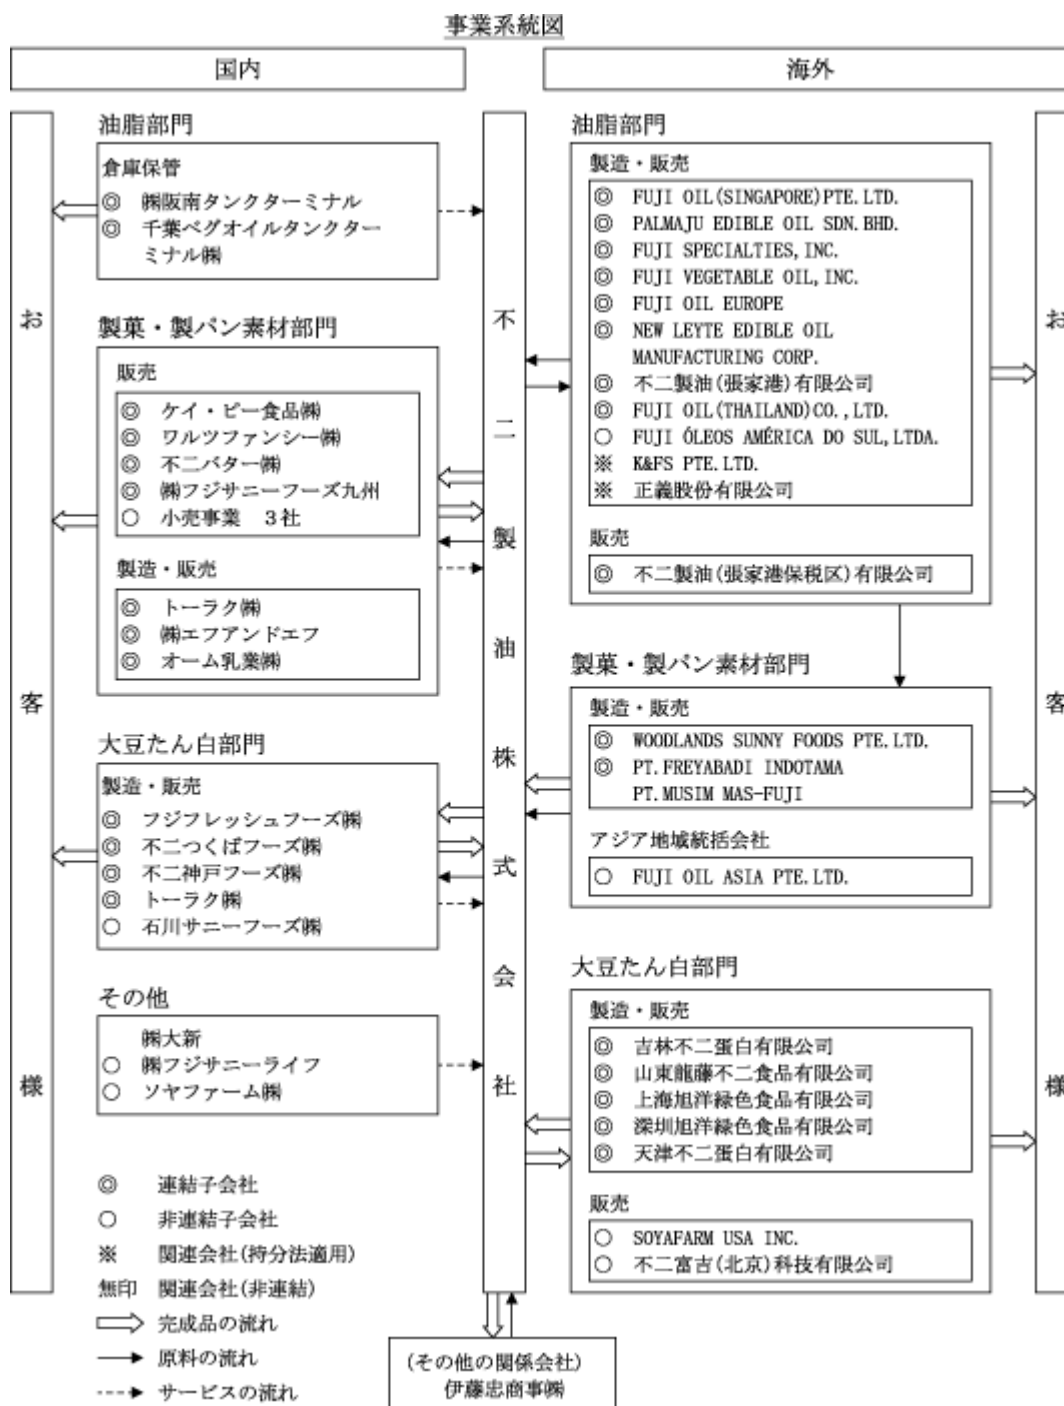 事業系統図
国内
海外
お
客
様
油脂部門
倉庫保管
◎ ㈱阪南タンクターミナル
◎ 千葉ベグオイルタンクター
ミナル㈱
製菓・製パン素材部門
販売
◎ ケイ・ピー食品㈱
◎ ワルツファンシー㈱
◎ 不二バター㈱
◎ ㈱フジサニーフーズ九州
○ 小売事業 3社
製造・販売
◎ トーラク㈱
◎ ㈱エフアンドエフ
◎ オーム乳業㈱
大豆たん白部門
製造・販売
◎ フジフレッシュフーズ㈱
◎ 不二つくばフーズ㈱
◎ 不二神戸フーズ㈱
◎ トーラク㈱
○ 石川サニーフーズ㈱
その他
㈱大新
○ ㈱フジサニーライフ
○ ソヤファーム㈱
◎ 連結子会社
○ 非連結子会社
※ 関連会社(持分法適用)
無印 関連会社(非連結)
完成品の流れ
原料の流れ
サービスの流れ
不
二
製
油
株
式
会
社
(その他の関係会社)
伊藤忠商事㈱
油脂部門
製造・販売
◎ FUJI OIL(SINGAPORE)PTE.LTD.
◎ PALMAJU EDIBLE OIL SDN.BHD.
◎ FUJI SPECIALTIES,INC.
◎ FUJI VEGETABLE OIL,INC.
◎ FUJI OIL EUROPE
◎ NEW LEYTE EDIBLE OIL
MANUFACTURING CORP.
◎ 不二製油(張家港)有限公司
◎ FUJI OIL(THAILAND)CO.,LTD.
○ FUJI ÓLEOS AMÉRICA DO SUL,LTDA.
※ K&FS PTE.LTD.
※ 正義股份有限公司
販売
◎ 不二製油(張家港保税区)有限公司
製菓・製パン素材部門
製造・販売
◎ WOODLANDS SUNNY FOODS PTE.LTD.
◎ PT.FREYABADI INDOTAMA
PT.MUSIM MAS-FUJI
アジア地域統括会社
○ FUJI OIL ASIA PTE.LTD.
大豆たん白部門
製造・販売
◎ 吉林不二蛋白有限公司
◎ 山東龍藤不二食品有限公司
◎ 上海旭洋緑色食品有限公司
◎ 深圳旭洋緑色食品有限公司
◎ 天津不二蛋白有限公司
販売
○ SOYAFARM USA INC.
○ 不二富吉(北京)科技有限公司
お
客
様